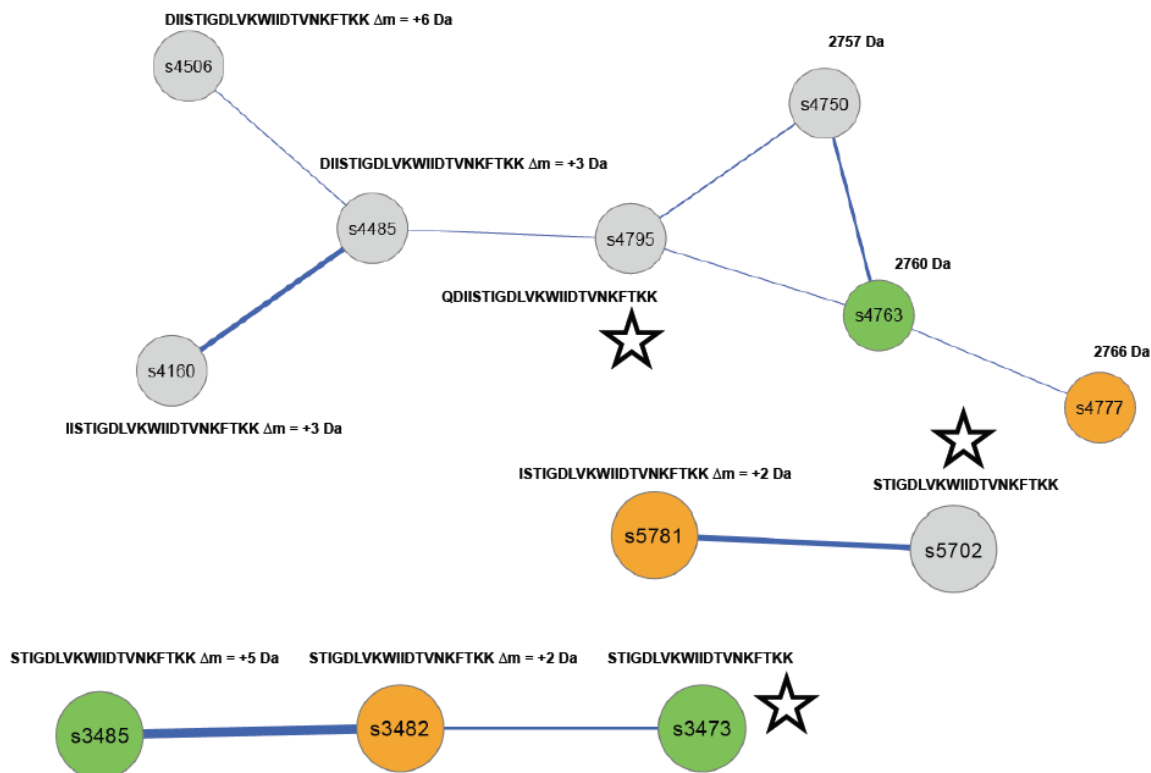 DIISTIGDLVKWIIDTVNKFTKK Δm = +6 Da
s4506
2757 Da
s4750
DIISTIGDLVKWIIDTVNKFTKK Δm = +3 Da
s4485
s4795
2760 Da
QDIISTIGDLVKWIIDTVNKFTKK
s4763
2766 Da
s4160
s4777
IISTIGDLVKWIIDTVNKFTKK Δm = +3 Da
ISTIGDLVKWIIDTVNKFTKK Δm = +2 Da
STIGDLVKWIIDTVNKFTKK
s5781
s5702
STIGDLVKWIIDTVNKFTKK Δm = +5 Da
STIGDLVKWIIDTVNKFTKK Δm = +2 Da
STIGDLVKWIIDTVNKFTKK
s3485
s3482
s3473